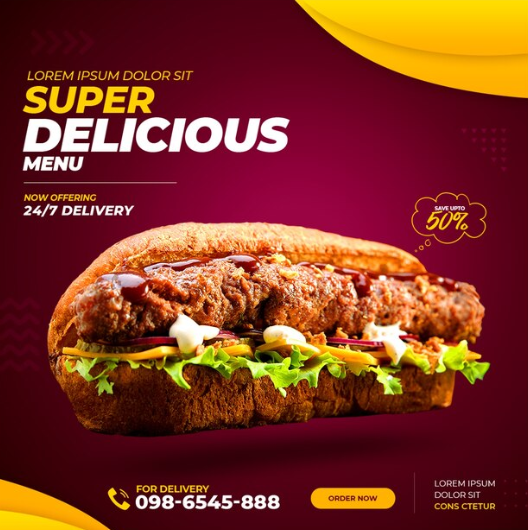 LOREM IPSUM DOLOR SIT
SUPER
DELICIOUS
MENU
NOW OFFERING
24/7 DELIVERY
SAVE UPTO
50%
FOR DELIVERY
098-6545-888
ORDER NOW
LOREM IPSUM
DOLOR SIT
CONS CTETUR